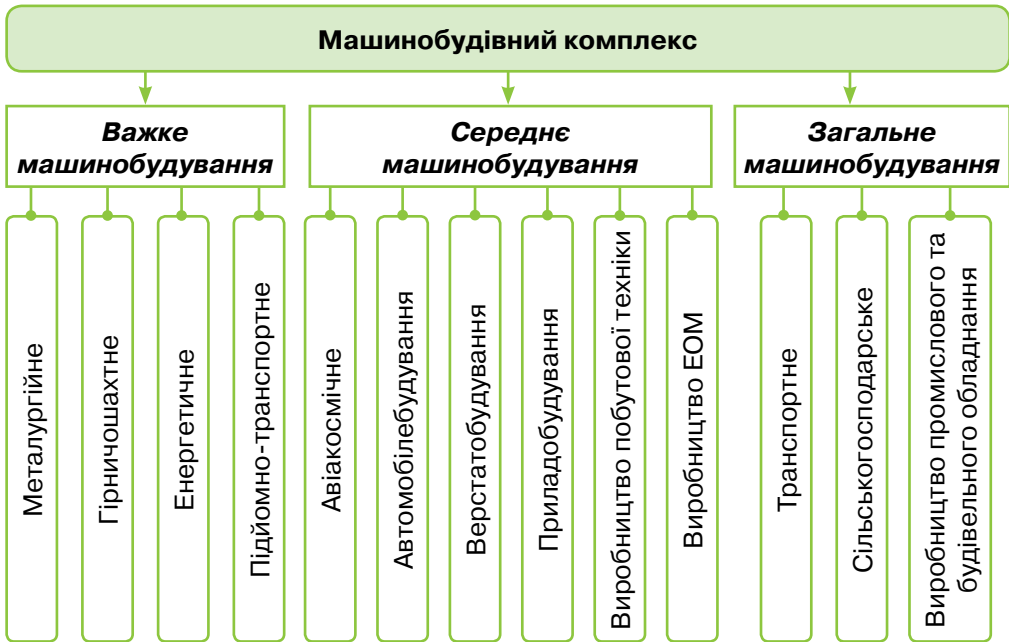 Машинобудівний комплекс
Важке
машинобудування
Середнє
машинобудування
Загальне
машинобудування
Металургійне
Гірничошахтне
Енергетичне
Підйомно-транспортне
Авіакосмічне
Автомобілебудування
Верстатобудування
Приладобудування
Виробництво побутової техніки
Виробництво ЕОМ
Транспортне
Сільськогосподарське
Виробництво промислового та
будівельного обладнання